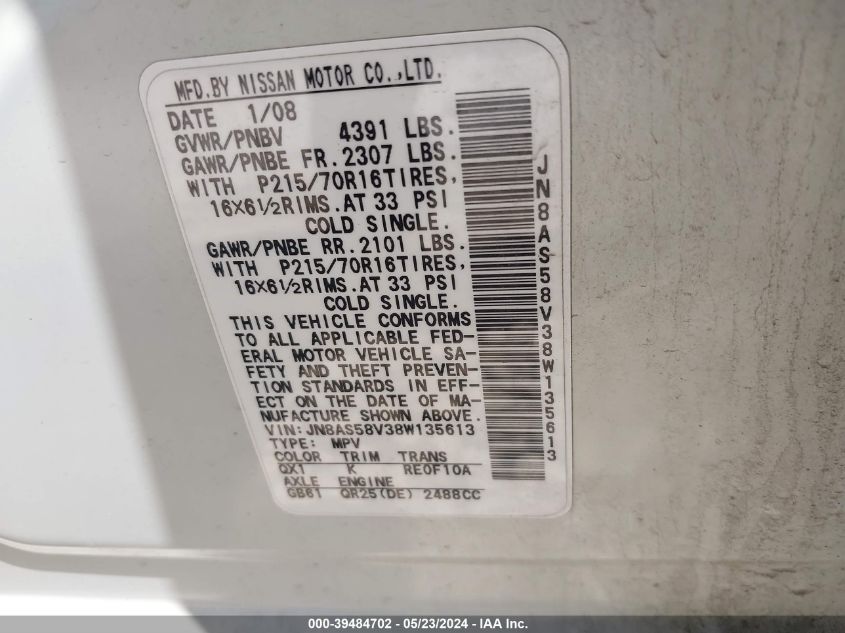 MFD.BY NISSAN MOTOR CO.,LTD.
DATE 1/08
GVWR/PNBV 4391 LBS.
GAWR/PNBE FR.2307 LBS.
WITH P215/70R16TIRES,
16X6½RIMS.AT 33 PSI
COLD SINGLE.
GAWR/PNBE RR.2101 LBS.
WITH P215/70R16TIRES,
16X6½RIMS.AT 33 PSI
COLD SINGLE.
THIS VEHICLE CONFORMS
TO ALL APPLICABLE FED-
ERAL MOTOR VEHICLE SA-
FETY AND THEFT PREVEN-
TION STANDARDS IN EFF-
ECT ON THE DATE OF MA-
NUFACTURE SHOWN ABOVE.
VIN:JN8AS58V38W135613
TYPE: MPV
COLOR TRIM TRANS
QX1 K RE0F10A
AXLE ENGINE
GB61 QR25(DE) 2488CC
JN8AS58V38W135613
000-39484702 - 05/23/2024 - IAA Inc.